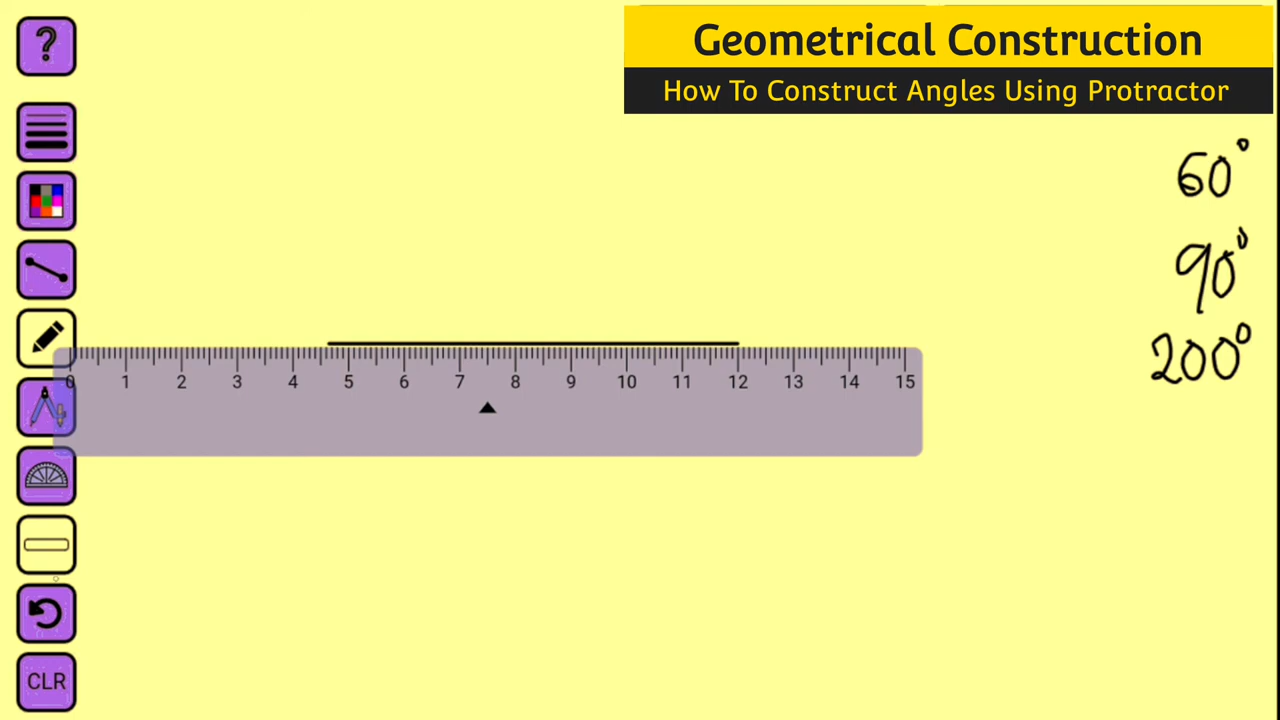 ?
Geometrical Construction
How To Construct Angles Using Protractor
60°
90°
200°
0 1 2 3 4 5 6 7 8 9 10 11 12 13 14 15
CLR